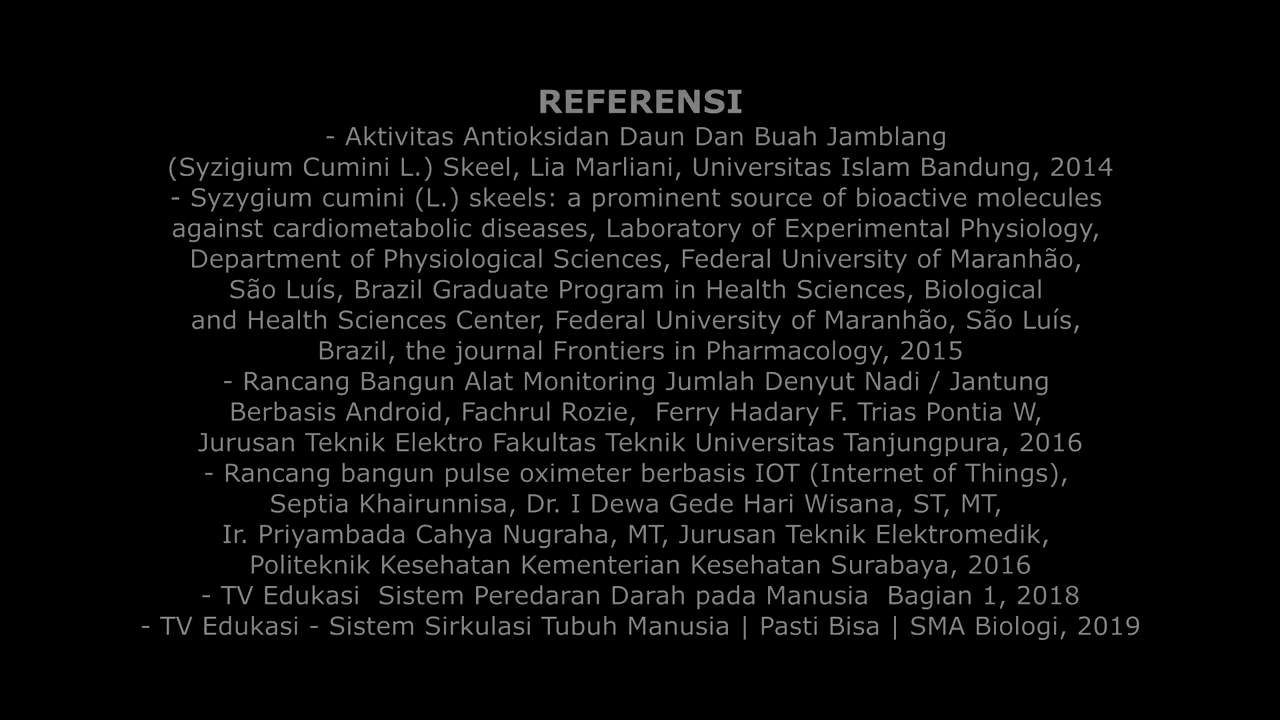 REFERENSI
- Aktivitas Antioksidan Daun Dan Buah Jamblang
(Syzigium Cumini L.) Skeel, Lia Marliani, Universitas Islam Bandung, 2014
- Syzygium cumini (L.) skeels: a prominent source of bioactive molecules
against cardiometabolic diseases, Laboratory of Experimental Physiology,
Department of Physiological Sciences, Federal University of Maranhão,
São Luís, Brazil Graduate Program in Health Sciences, Biological
and Health Sciences Center, Federal University of Maranhão, São Luís,
Brazil, the journal Frontiers in Pharmacology, 2015
- Rancang Bangun Alat Monitoring Jumlah Denyut Nadi / Jantung
Berbasis Android, Fachrul Rozie,  Ferry Hadary F. Trias Pontia W,
Jurusan Teknik Elektro Fakultas Teknik Universitas Tanjungpura, 2016
- Rancang bangun pulse oximeter berbasis IOT (Internet of Things),
Septia Khairunnisa, Dr. I Dewa Gede Hari Wisana, ST, MT,
Ir. Priyambada Cahya Nugraha, MT, Jurusan Teknik Elektromedik,
Politeknik Kesehatan Kementerian Kesehatan Surabaya, 2016
- TV Edukasi  Sistem Peredaran Darah pada Manusia  Bagian 1, 2018
- TV Edukasi - Sistem Sirkulasi Tubuh Manusia | Pasti Bisa | SMA Biologi, 2019